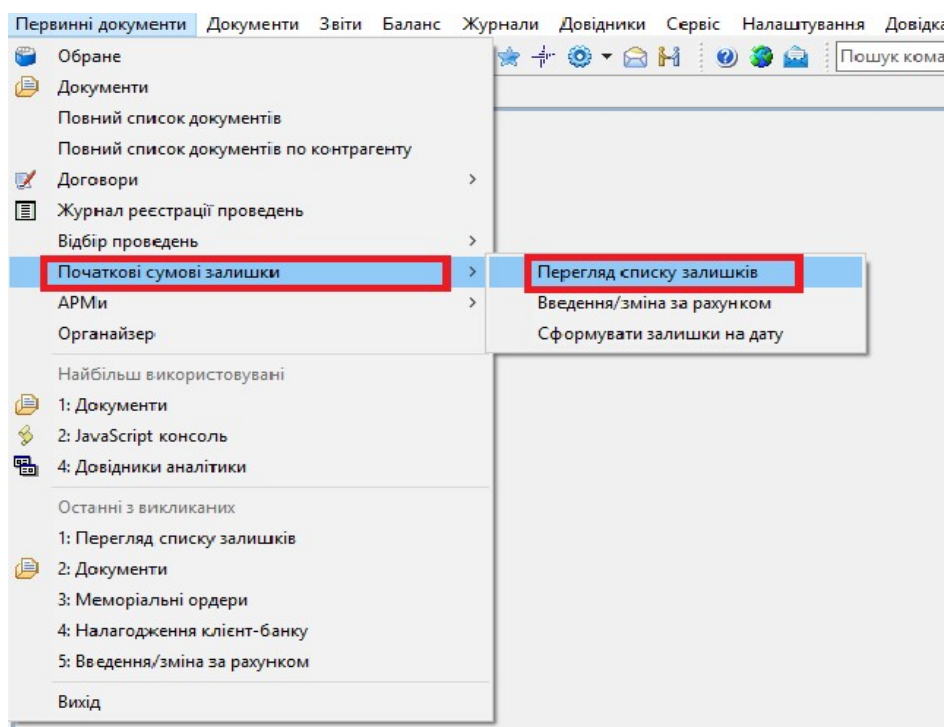 Первинні документи Документи Звіти Баланс Журнали Довідники Сервіс Налаштування Довідка
Обране
Пошук кома
Документи
Повний список документів
Повний список документів по контрагенту
Договори
Журнал реєстрації проведень
Відбір проведень
Початкові сумові залишки
Перегляд списку залишків
АРМи
Введення/зміна за рахунком
Органайзер
Сформувати залишки на дату
Найбільш використовувані
1: Документи
2: JavaScript консоль
4: Довідники аналітики
Останні з викликаних
1: Перегляд списку залишків
2: Документи
3: Меморіальні ордери
4: Налагодження клієнт-банку
5: Введення/зміна за рахунком
Вихід